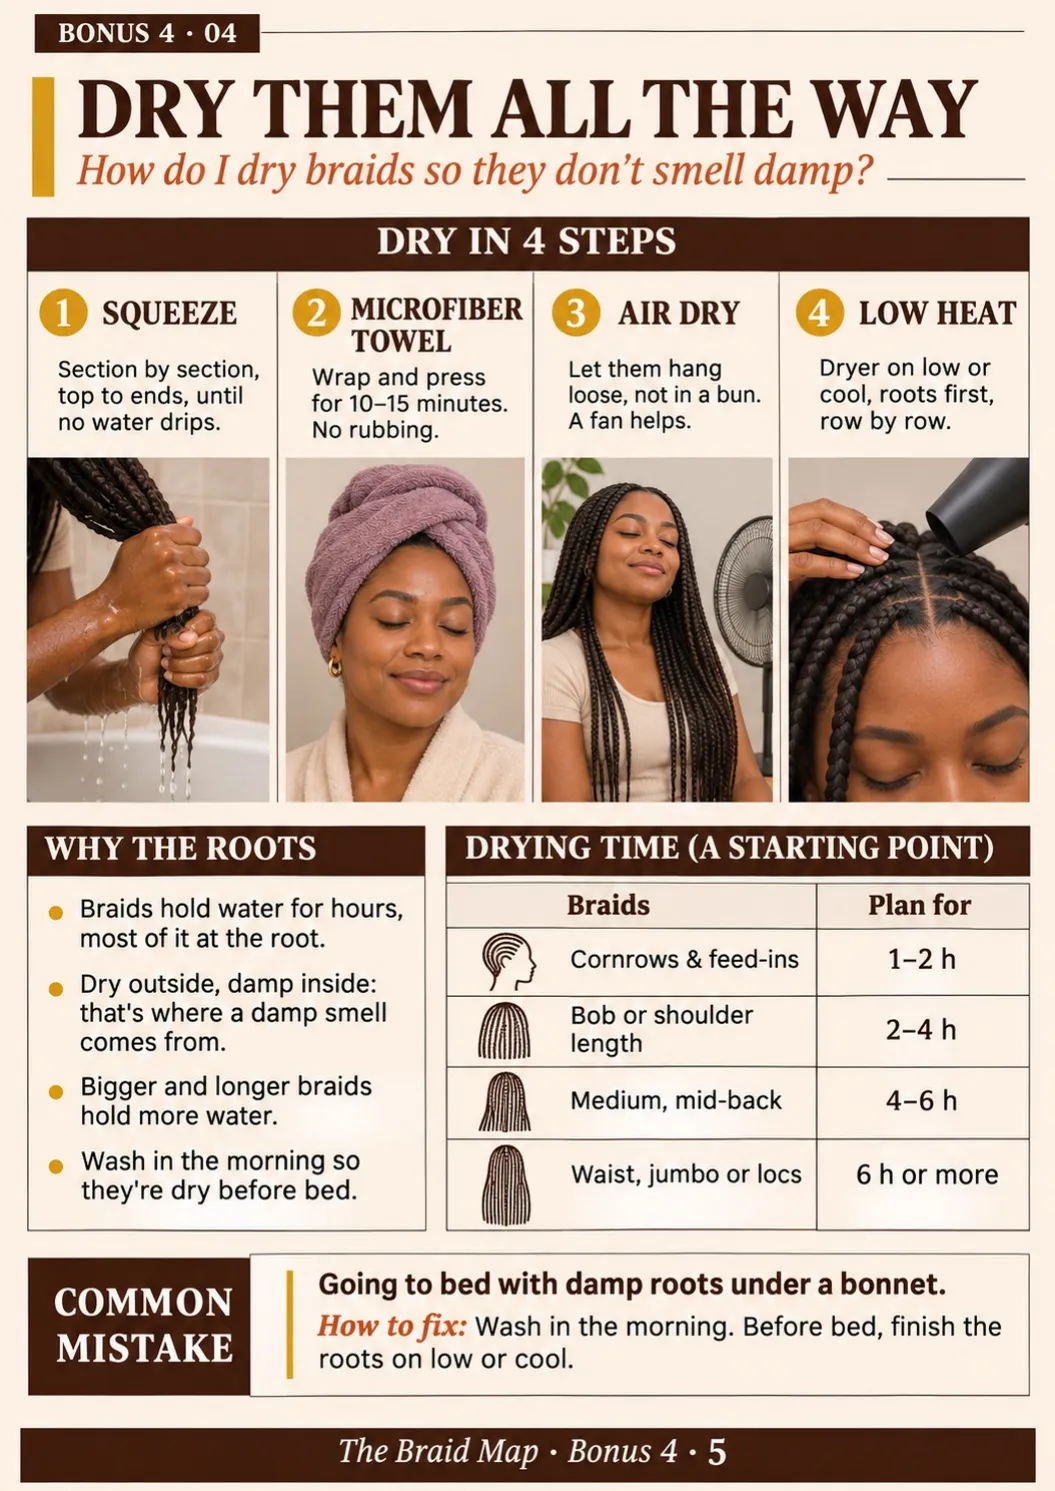 BONUS 4 · 04
DRY THEM ALL THE WAY
How do I dry braids so they don't smell damp?
DRY IN 4 STEPS
1 SQUEEZE
Section by section,
top to ends, until
no water drips.
2 MICROFIBER
TOWEL
Wrap and press
for 10–15 minutes.
No rubbing.
3 AIR DRY
Let them hang
loose, not in a bun.
A fan helps.
4 LOW HEAT
Dryer on low or
cool, roots first,
row by row.
WHY THE ROOTS
Braids hold water for hours,
most of it at the root.
Dry outside, damp inside:
that's where a damp smell
comes from.
Bigger and longer braids
hold more water.
Wash in the morning so
they're dry before bed.
DRYING TIME (A STARTING POINT)
Braids Plan for
Cornrows & feed-ins 1–2 h
Bob or shoulder
length 2–4 h
Medium, mid-back 4–6 h
Waist, jumbo or locs 6 h or more
COMMON
MISTAKE
Going to bed with damp roots under a bonnet.
How to fix: Wash in the morning. Before bed, finish the
roots on low or cool.
The Braid Map · Bonus 4 · 5